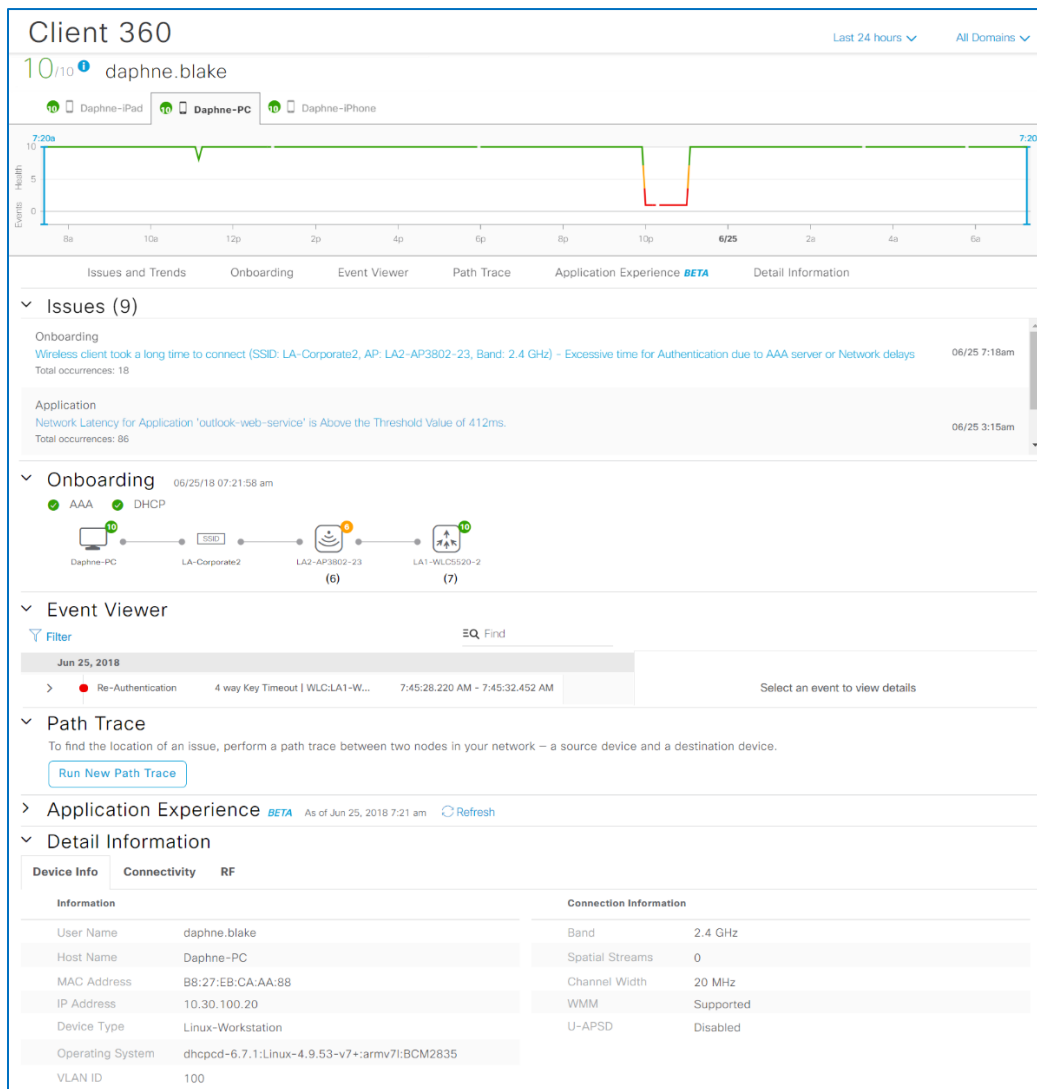 Client 360
Last 24 hours All Domains
10/10 i daphne.blake
10 Daphne-iPad 10 Daphne-PC 10 Daphne-iPhone
7:20a 7:20
10
5
0
Events Health
8a 10a 12p 2p 4p 6p 8p 10p 6/25 2a 4a 6a
Issues and Trends Onboarding Event Viewer Path Trace Application Experience BETA Detail Information
Issues (9)
Onboarding
Wireless client took a long time to connect (SSID: LA-Corporate2, AP: LA2-AP3802-23, Band: 2.4 GHz) - Excessive time for Authentication due to AAA server or Network delays 06/25 7:18am
Total occurrences: 18
Application
Network Latency for Application 'outlook-web-service' is Above the Threshold Value of 412ms. 06/25 3:15am
Total occurrences: 86
Onboarding 06/25/18 07:21:58 am
AAA DHCP
10 SSID 6 10
Daphne-PC LA-Corporate2 LA2-AP3802-23 LA1-WLC5520-2
(6) (7)
Event Viewer
Filter Find
Jun 25, 2018
Re-Authentication 4 way Key Timeout | WLC:LA1-W... 7:45:28.220 AM - 7:45:32.452 AM Select an event to view details
Path Trace
To find the location of an issue, perform a path trace between two nodes in your network – a source device and a destination device.
Run New Path Trace
Application Experience BETA As of Jun 25, 2018 7:21 am Refresh
Detail Information
Device Info Connectivity RF
Information Connection Information
User Name daphne.blake Band 2.4 GHz
Host Name Daphne-PC Spatial Streams 0
MAC Address B8:27:EB:CA:AA:88 Channel Width 20 MHz
IP Address 10.30.100.20 WMM Supported
Device Type Linux-Workstation U-APSD Disabled
Operating System dhcpcd-6.7.1:Linux-4.9.53-v7+:armv7l:BCM2835
VLAN ID 100